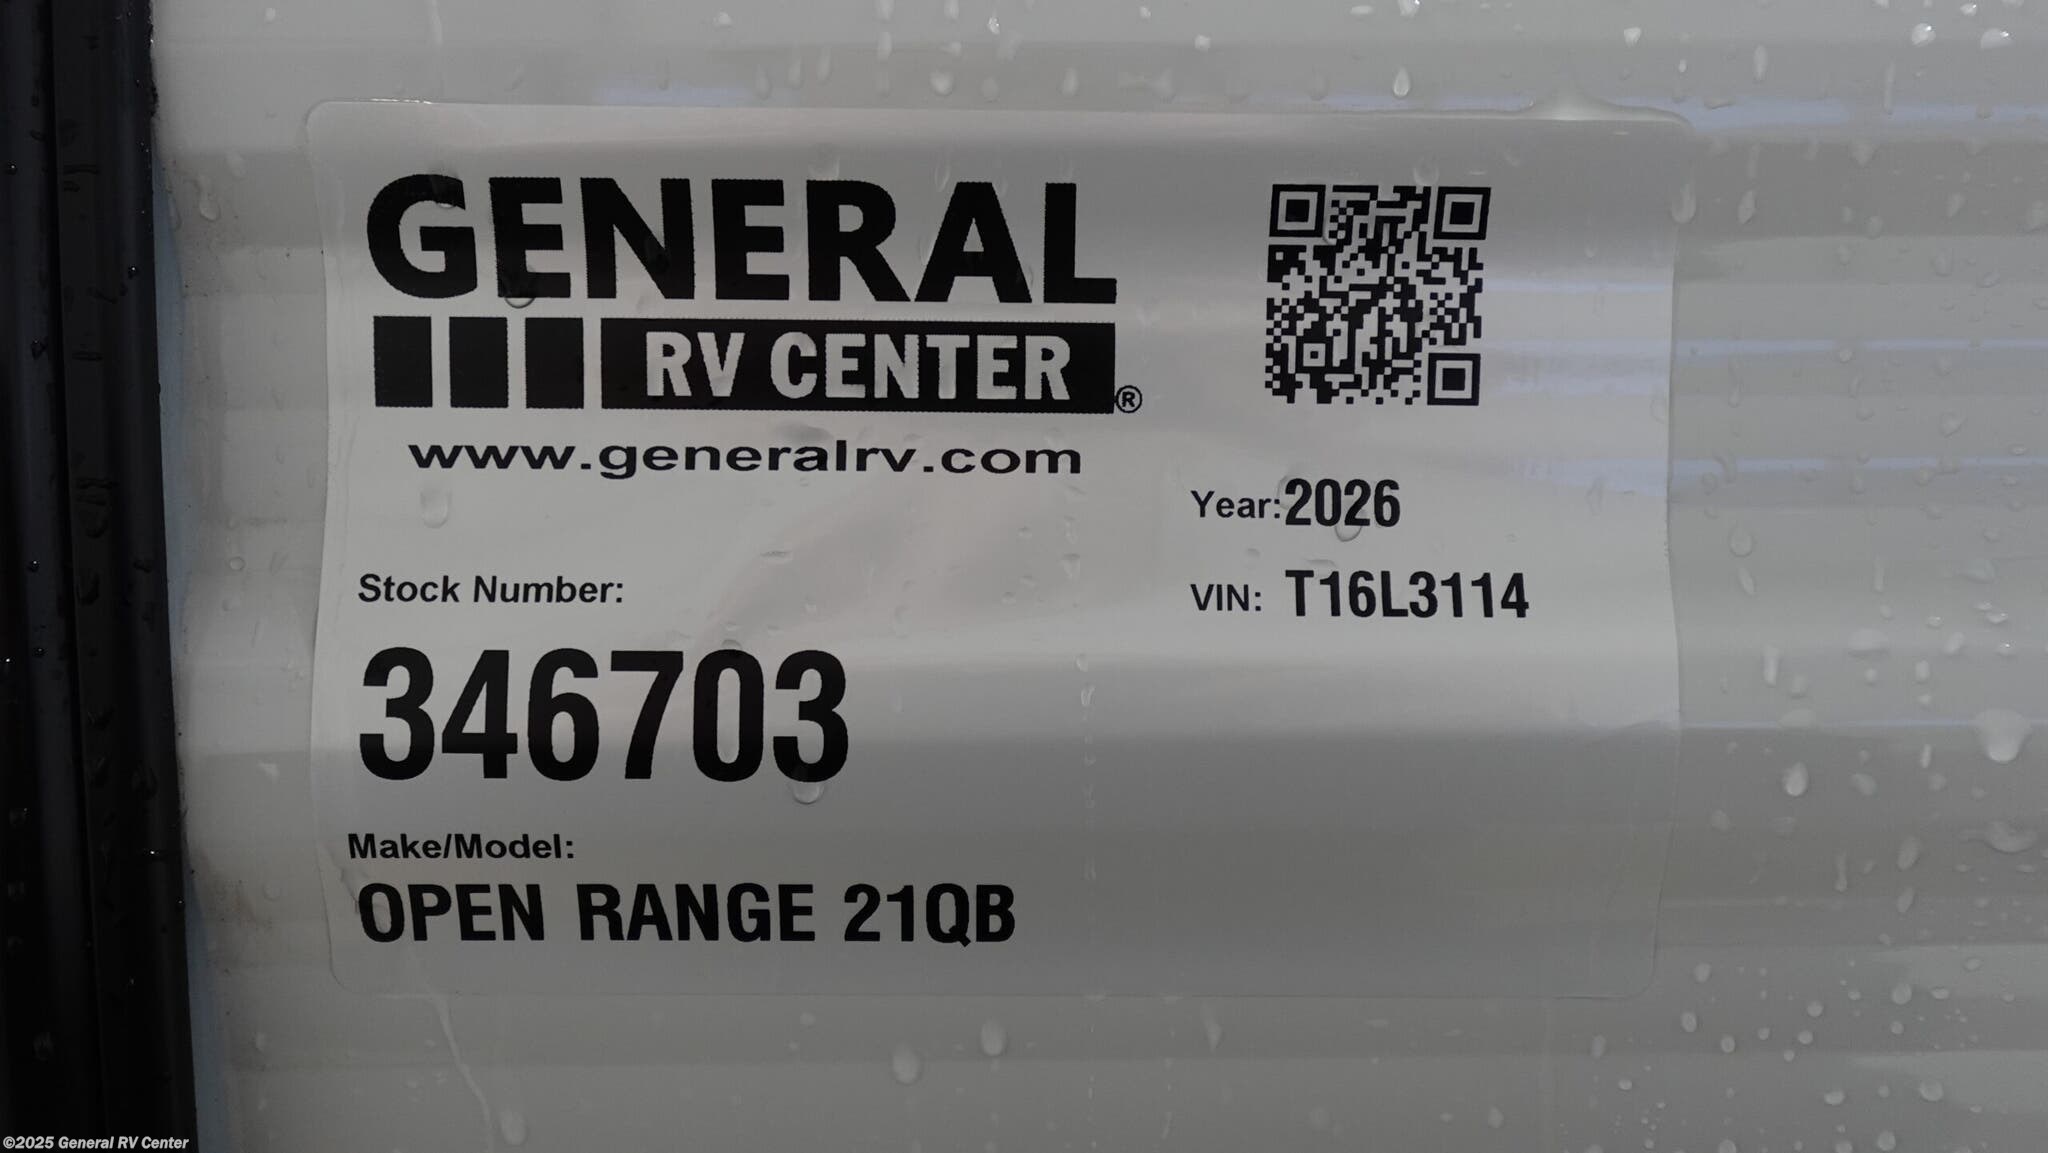 GENERAL
RV CENTER®
www.generalrv.com
Year: 2026
VIN: T16L3114
Stock Number:
346703
Make/Model:
OPEN RANGE 21QB
©2025 General RV Center